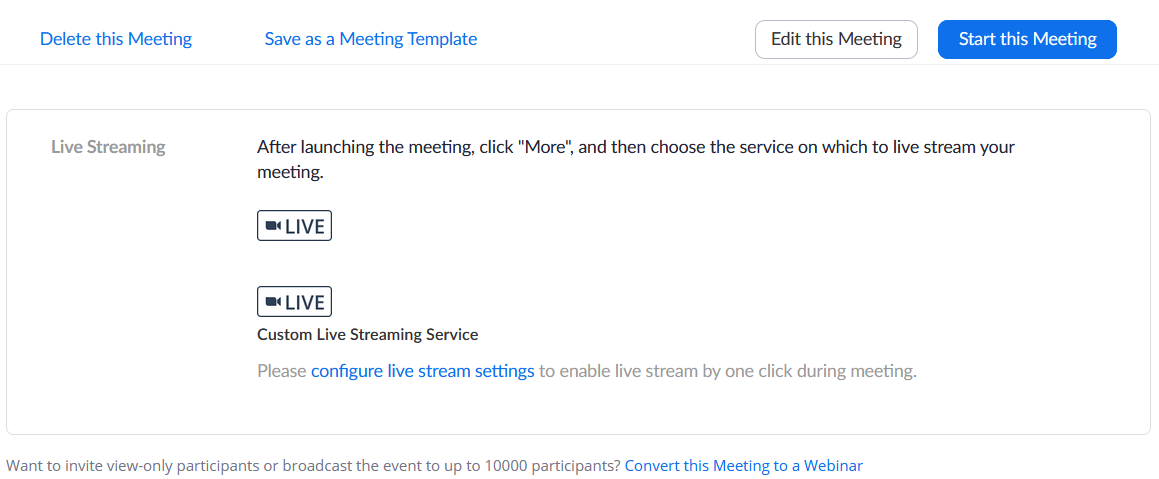 Delete this Meeting Save as a Meeting Template Edit this Meeting Start this Meeting
Live Streaming After launching the meeting, click "More", and then choose the service on which to live stream your
meeting.
LIVE
LIVE
Custom Live Streaming Service
Please configure live stream settings to enable live stream by one click during meeting.
Want to invite view-only participants or broadcast the event to up to 10000 participants? Convert this Meeting to a Webinar